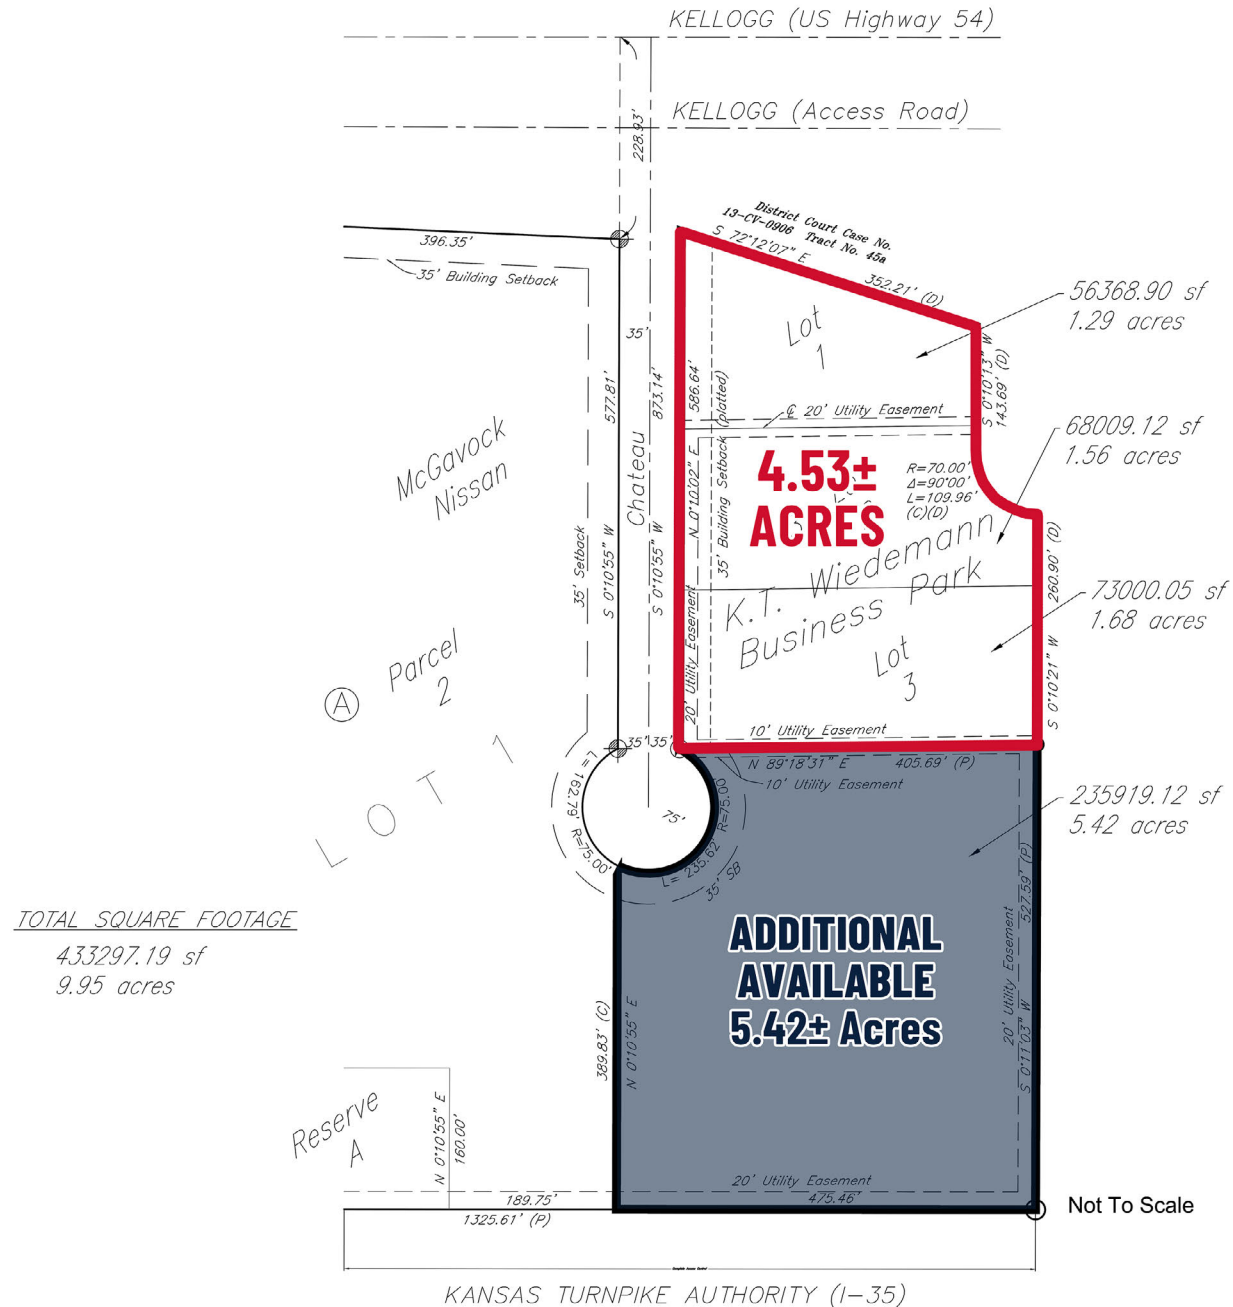 KELLOGG (US Highway 54)
KELLOGG (Access Road)
228.93'
District Court Case No.
13-CV-0906 Tract No. 45a
S 72°12'07" E
352.21' (D)
396.35'
35' Building Setback
56368.90 sf
1.29 acres
Lot
1
35'
S 0°10'13" W
143.69' (D)
577.81'
873.14'
586.64'
35' Building Setback (platted)
℄ 20' Utility Easement
68009.12 sf
1.56 acres
McGavock
Nissan
Chateau
N 0°10'02" E
4.53±
ACRES
R=70.00'
Δ=90°00'
L=109.96'
(C)(D)
35' Setback
S 0°10'55" W
S 0°10'55" W
K.T. Wiedemann
Business Park
260.90' (D)
73000.05 sf
1.68 acres
20' Utility Easement
Lot
3
S 0°10'21" W
Parcel
2
A
LOT 1
10' Utility Easement
35' 35'
N 89°18'31" E
405.69' (P)
10' Utility Easement
L= 162.79' R=75.00'
75'
L= 235.62 R=75.00'
35' SB
235919.12 sf
5.42 acres
TOTAL SQUARE FOOTAGE
433297.19 sf
9.95 acres
ADDITIONAL
AVAILABLE
5.42± Acres
527.59' (P)
20' Utility Easement
S 0°11'03" W
389.83' (C)
N 0°10'55" E
Reserve
A
N 0°10'55" E
160.00'
20' Utility Easement
189.75'
475.46'
1325.61' (P)
Not To Scale
KANSAS TURNPIKE AUTHORITY (I-35)